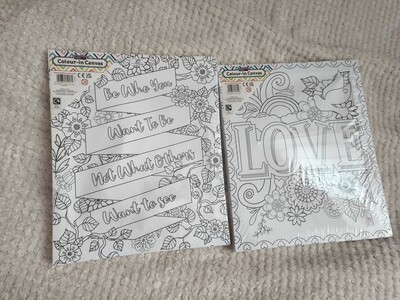 Colour-in Canvas
Be Who You
Want To Be
Not What Others
Want to see
Colour-in Canvas
LOVE